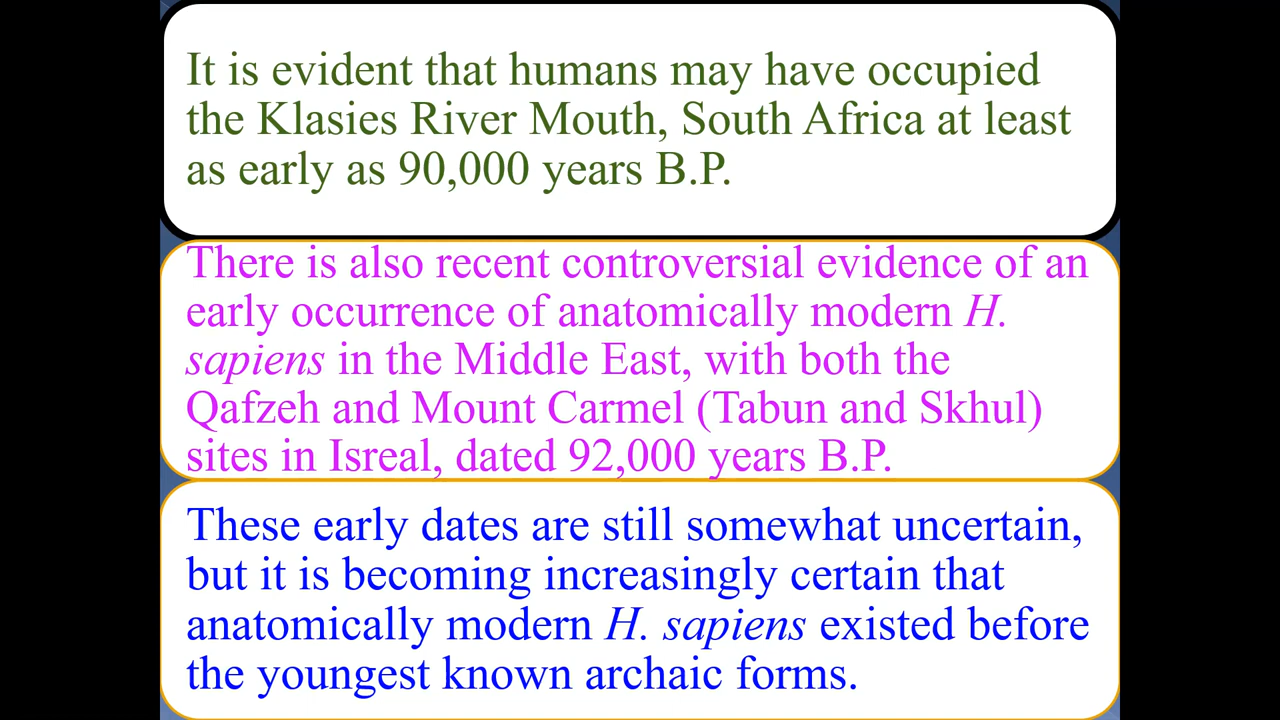 It is evident that humans may have occupied
the Klasies River Mouth, South Africa at least
as early as 90,000 years B.P.
There is also recent controversial evidence of an
early occurrence of anatomically modern H.
sapiens in the Middle East, with both the
Qafzeh and Mount Carmel (Tabun and Skhul)
sites in Isreal, dated 92,000 years B.P.
These early dates are still somewhat uncertain,
but it is becoming increasingly certain that
anatomically modern H. sapiens existed before
the youngest known archaic forms.